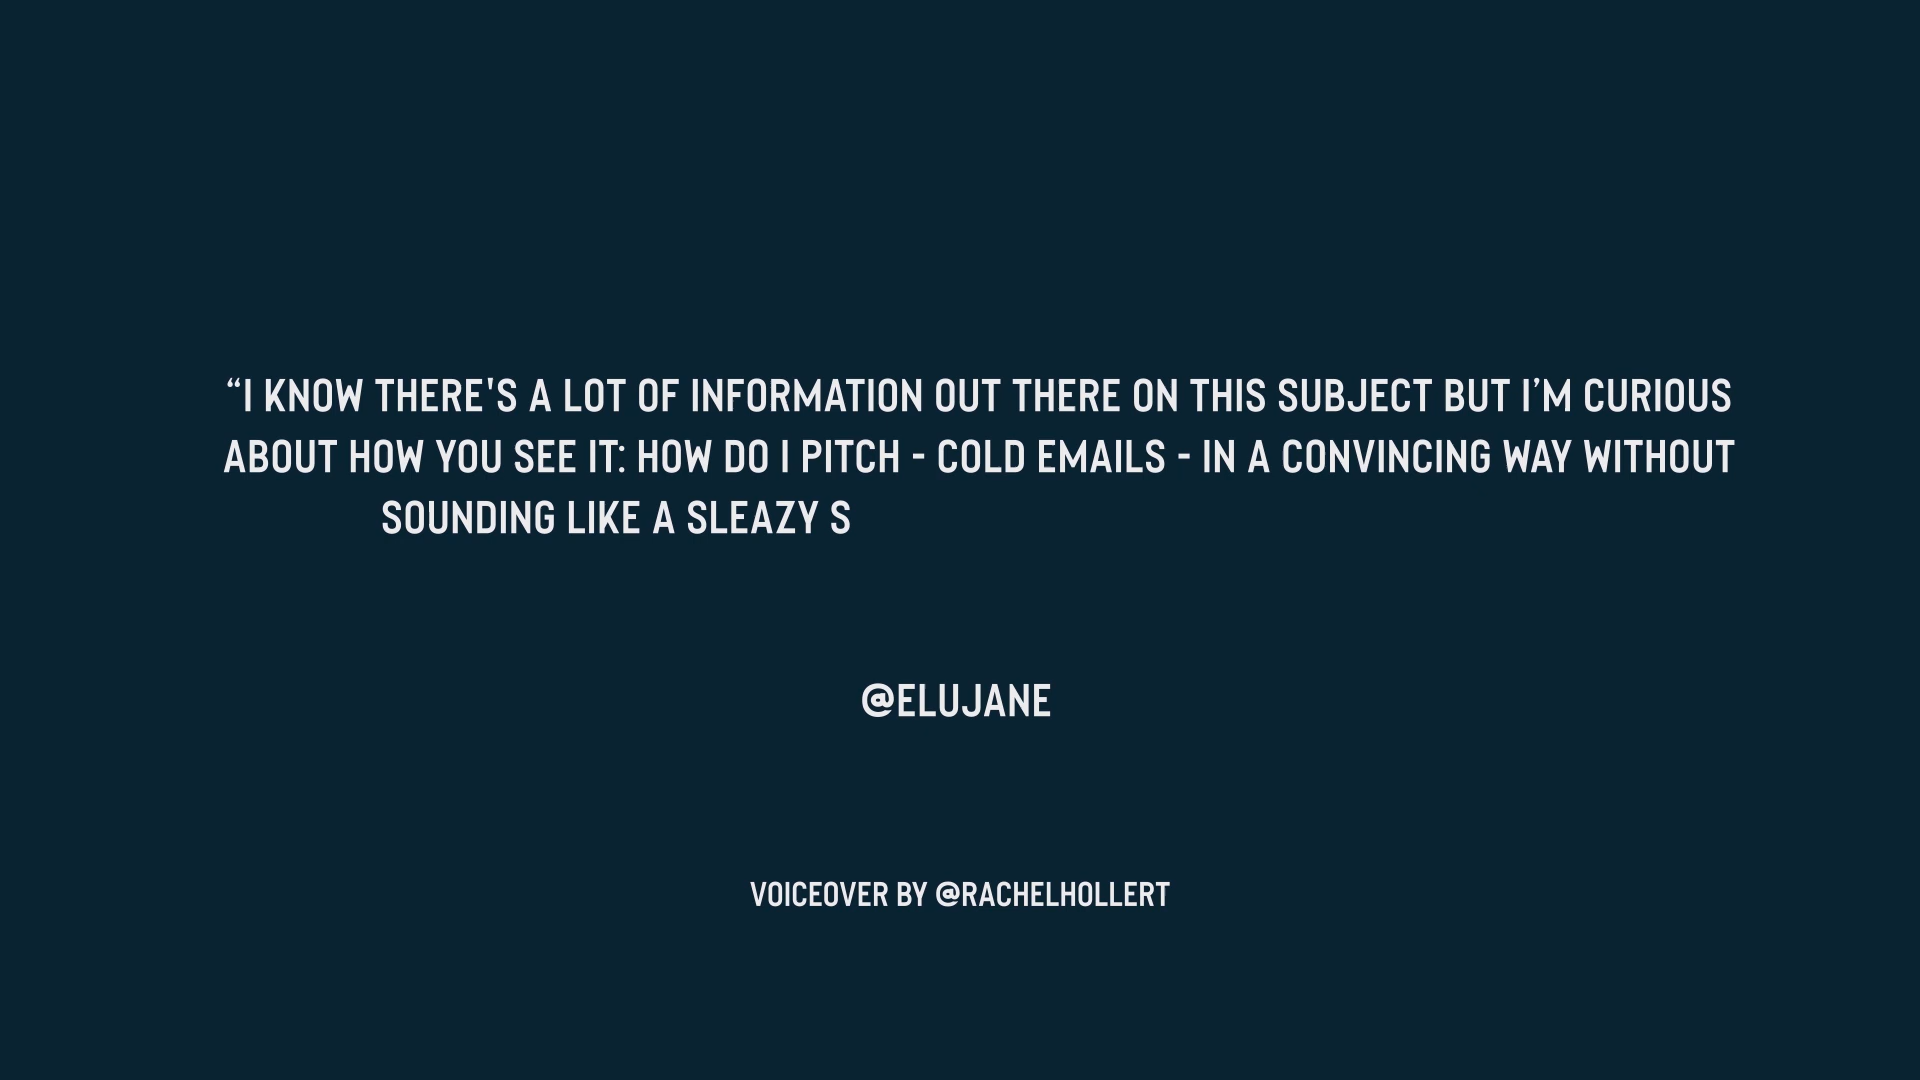 “I KNOW THERE'S A LOT OF INFORMATION OUT THERE ON THIS SUBJECT BUT I’M CURIOUS
ABOUT HOW YOU SEE IT: HOW DO I PITCH - COLD EMAILS - IN A CONVINCING WAY WITHOUT
SOUNDING LIKE A SLEAZY S
@ELUJANE
VOICEOVER BY @RACHELHOLLERT